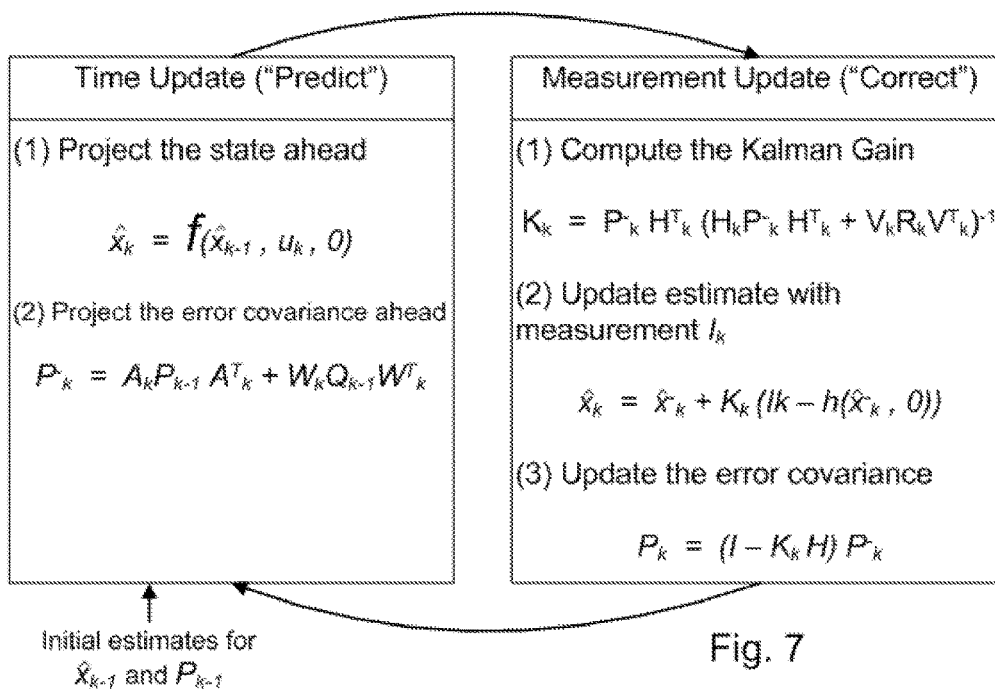 Time Update ("Predict")
(1) Project the state ahead
x̂ₖ = f(x̂ₖ₋₁ , uₖ , 0)
(2) Project the error covariance ahead
P⁻ₖ = AₖPₖ₋₁ Aᵀₖ + WₖQₖ₋₁Wᵀₖ
Initial estimates for
x̂ₖ₋₁ and Pₖ₋₁
Measurement Update ("Correct")
(1) Compute the Kalman Gain
Kₖ = P⁻ₖ Hᵀₖ (HₖP⁻ₖ Hᵀₖ + VₖRₖVᵀₖ)⁻¹
(2) Update estimate with
measurement Iₖ
x̂ₖ = x̂⁻ₖ + Kₖ (Ik – h(x̂⁻ₖ , 0))
(3) Update the error covariance
Pₖ = (I – Kₖ H) P⁻ₖ
Fig. 7